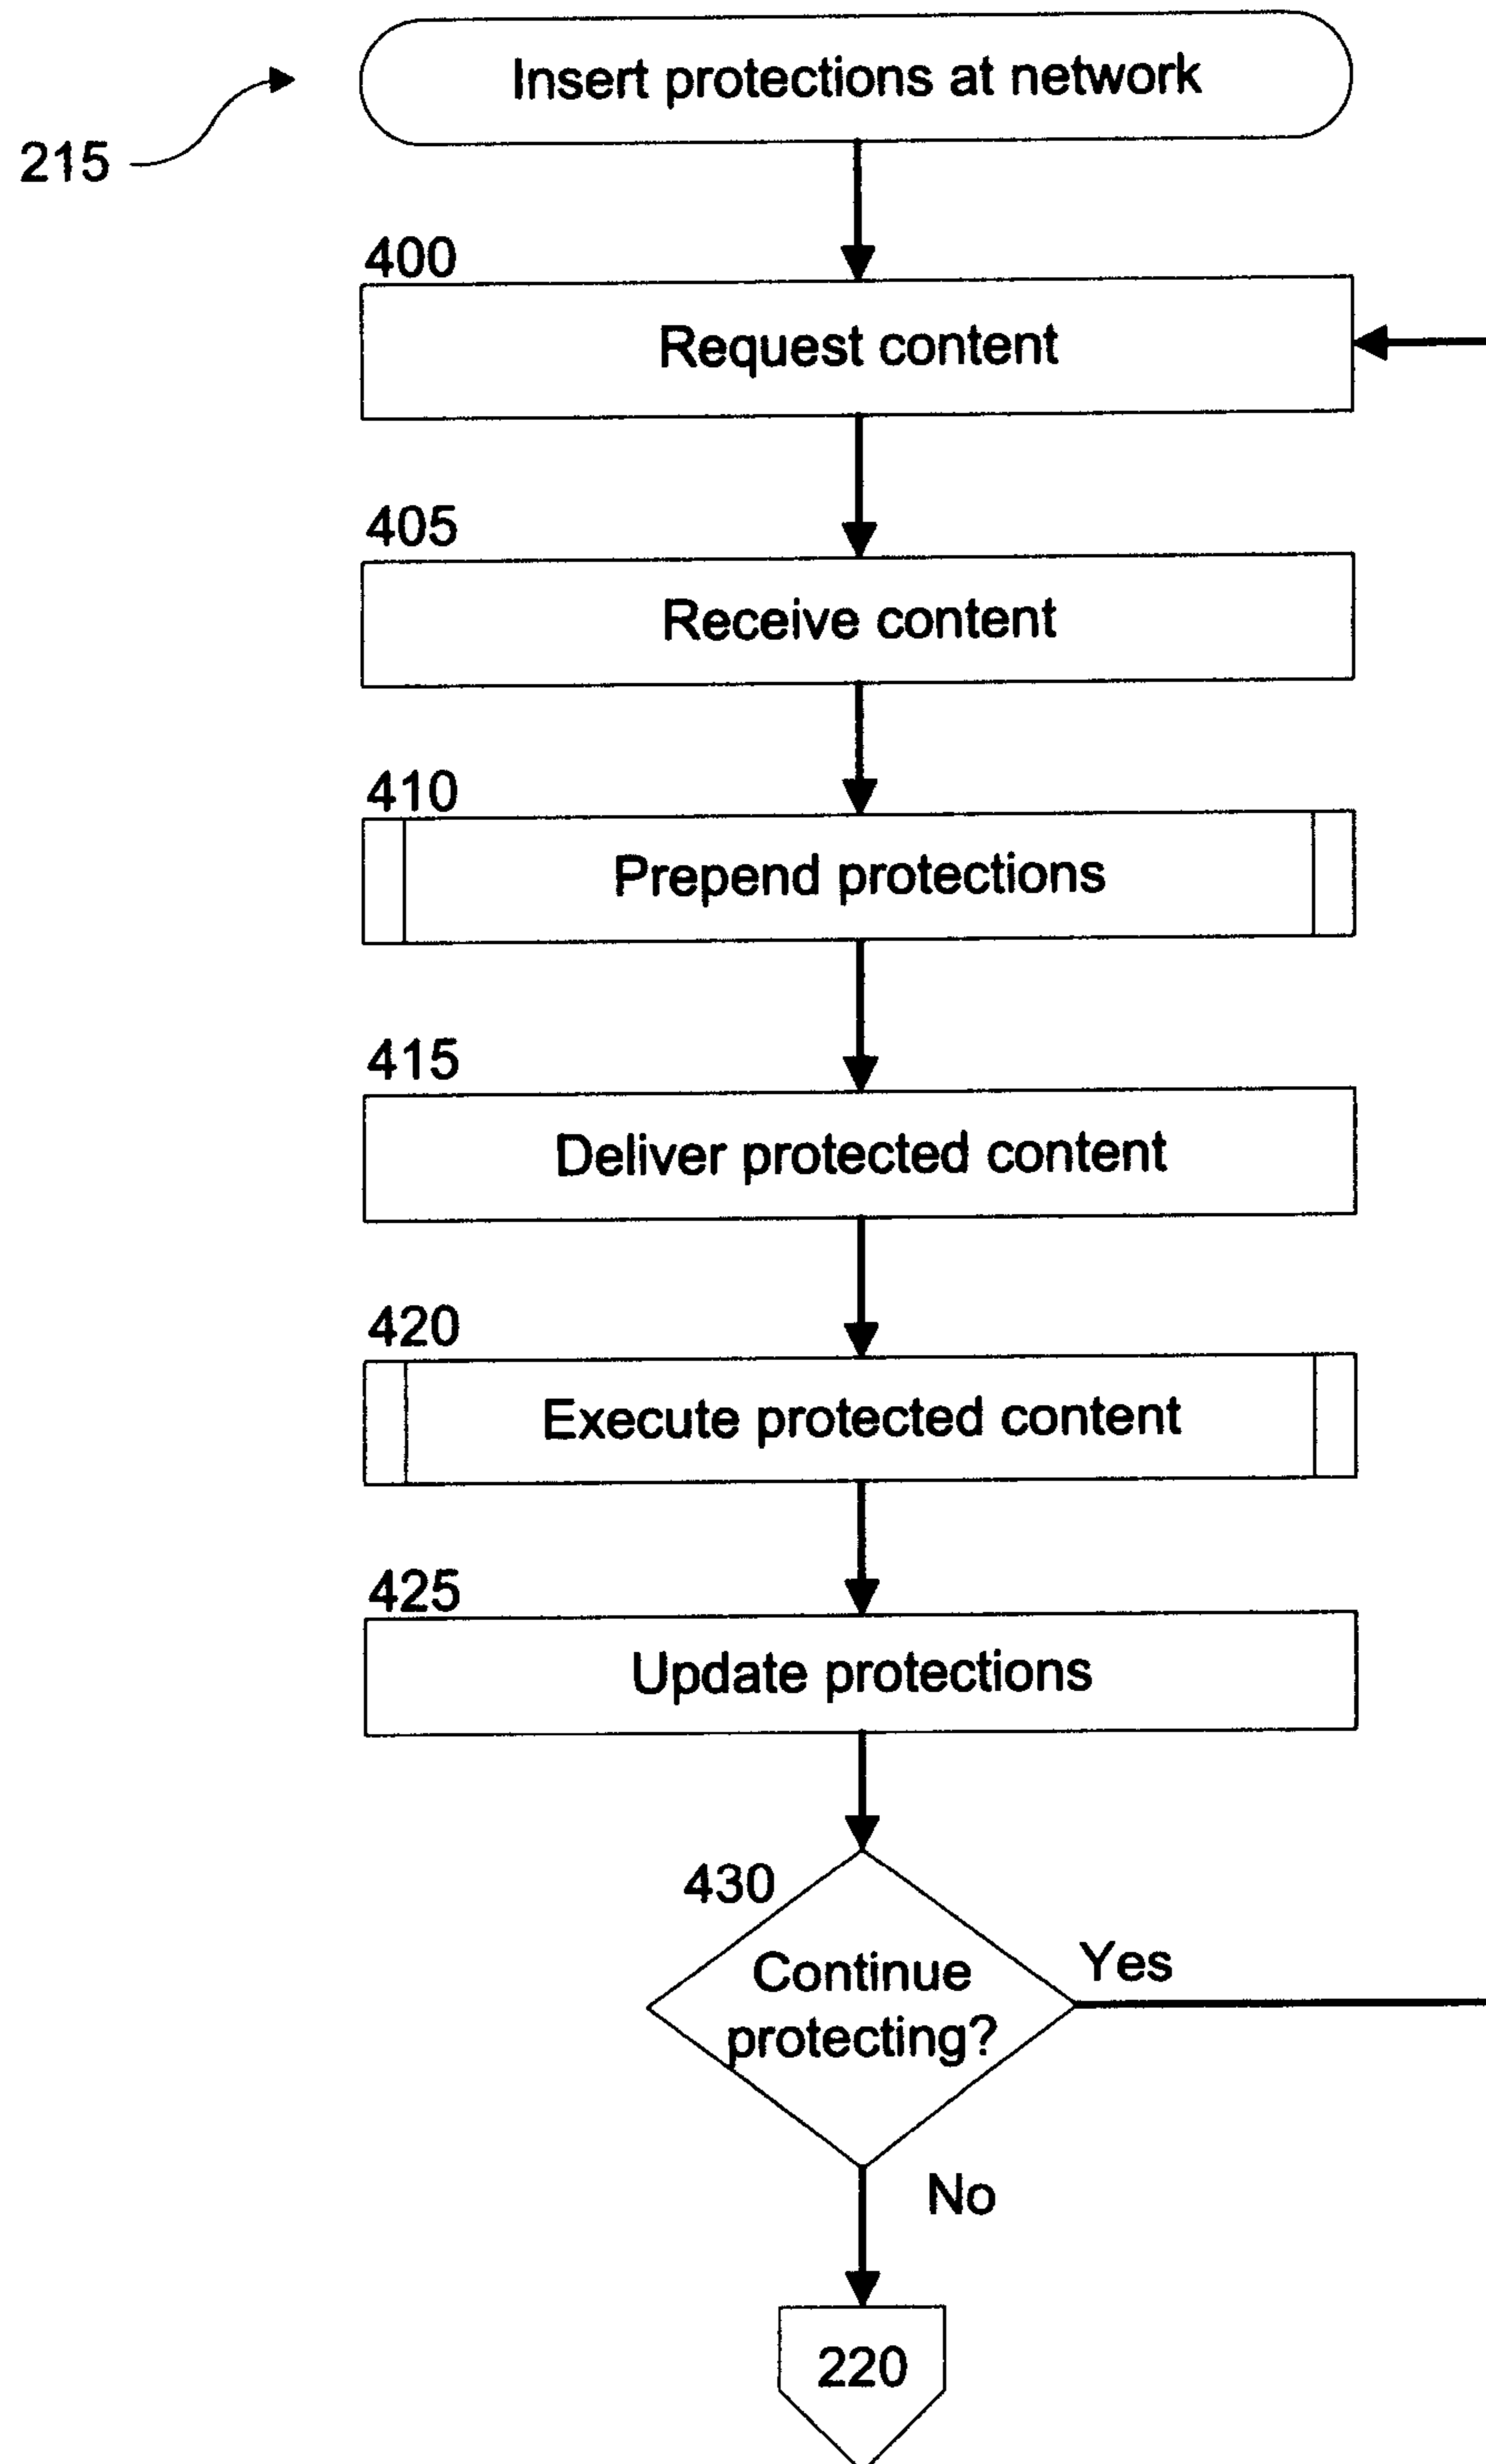 Insert protections at network
215
400
Request content
405
Receive content
410
Prepend protections
415
Deliver protected content
420
Execute protected content
425
Update protections
430
Continue
protecting?
Yes
No
220